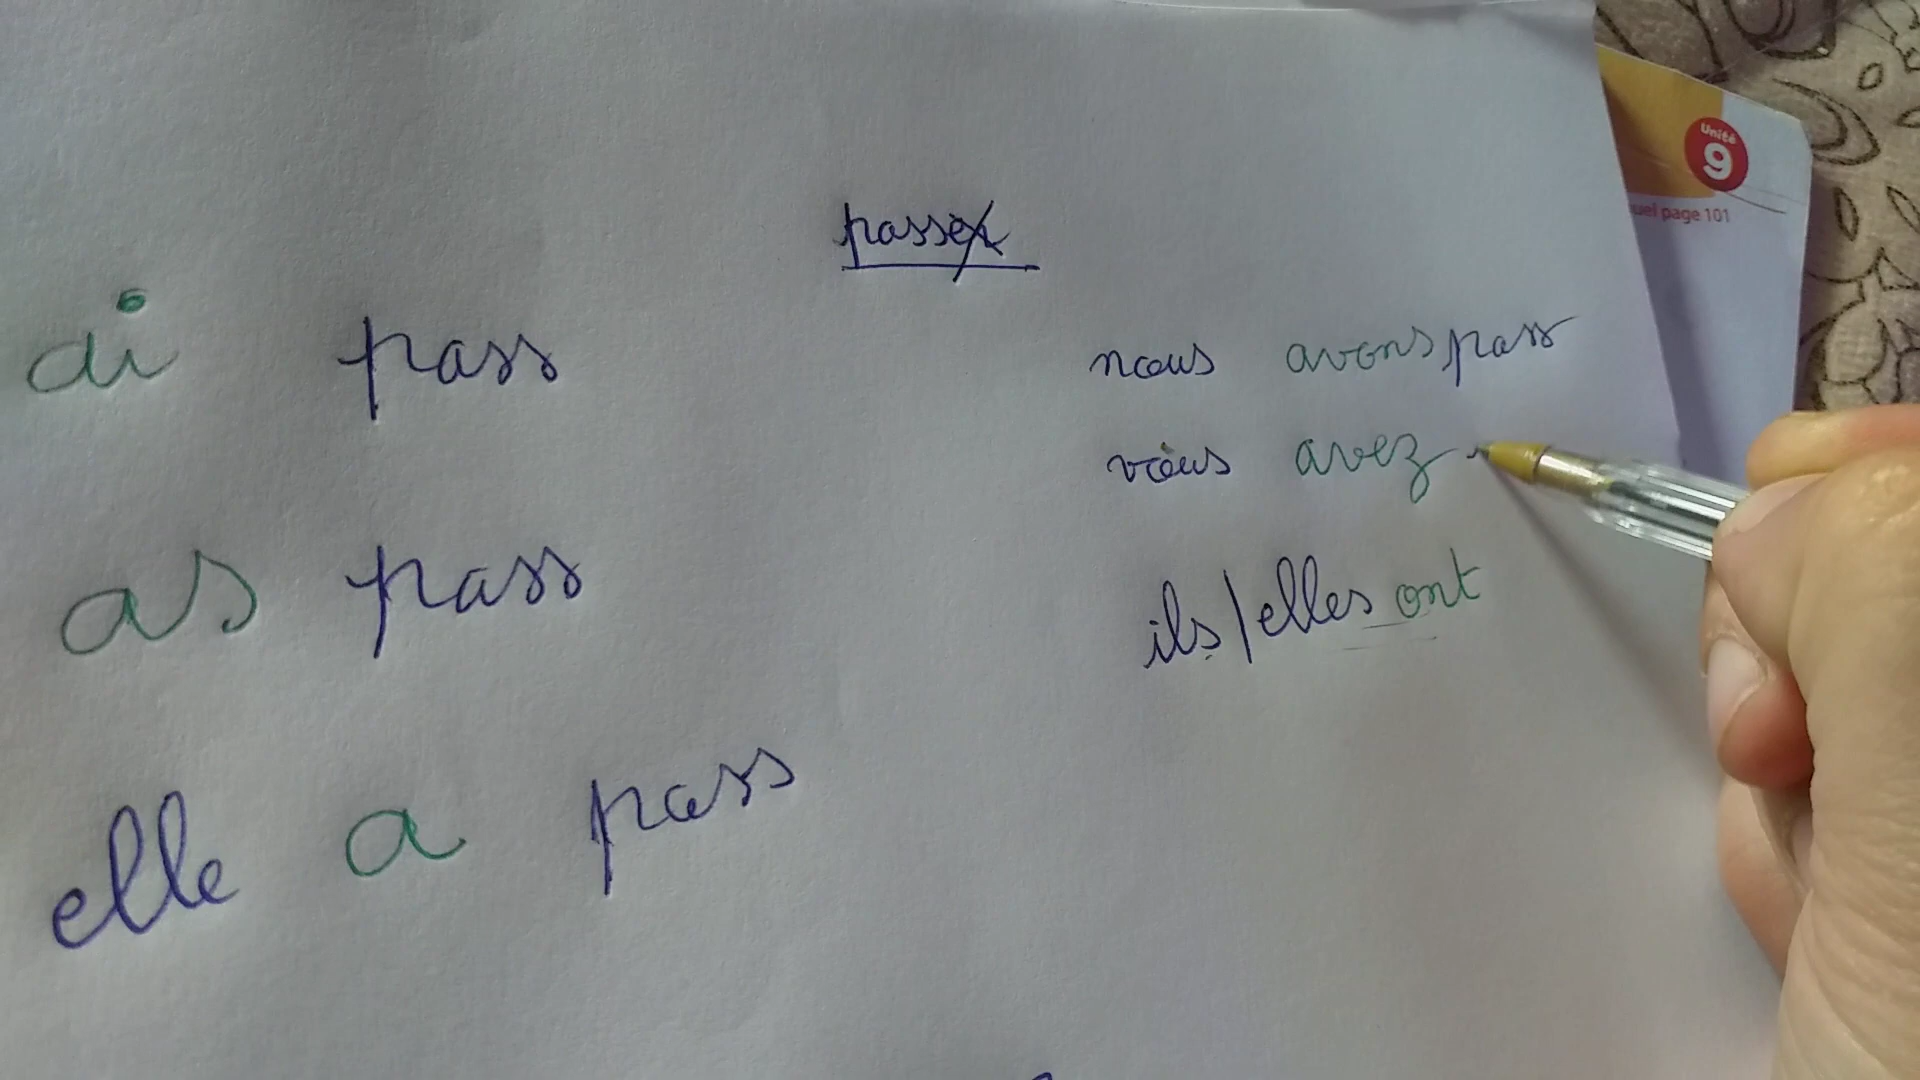 Unité
9
uel page 101
passer
ai pass
as pass
elle a pass
nous avons pass
vous avez
ils/elles ont